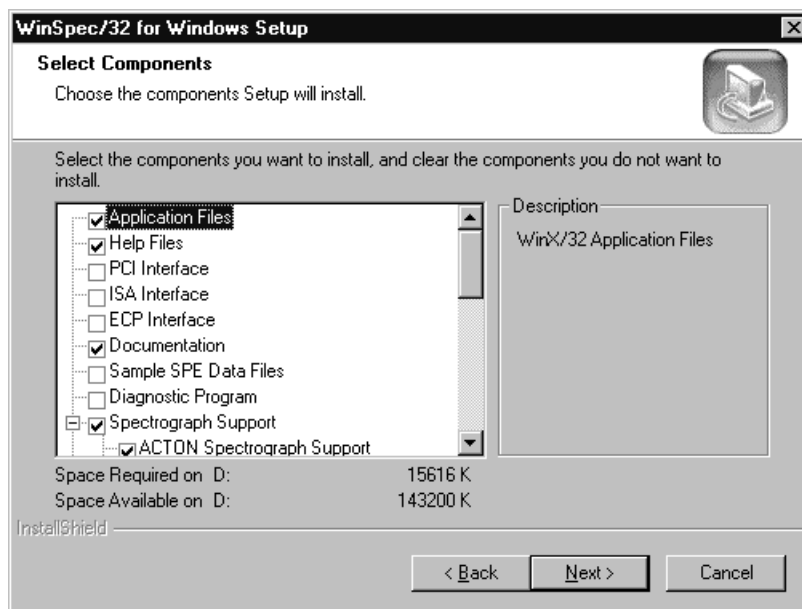 WinSpec/32 for Windows Setup
Select Components
Choose the components Setup will install.
Select the components you want to install, and clear the components you do not want to
install.
Application Files
Help Files
PCI Interface
ISA Interface
ECP Interface
Documentation
Sample SPE Data Files
Diagnostic Program
Spectrograph Support
ACTON Spectrograph Support
Description
WinX/32 Application Files
Space Required on D: 15616 K
Space Available on D: 143200 K
InstallShield
< Back Next > Cancel